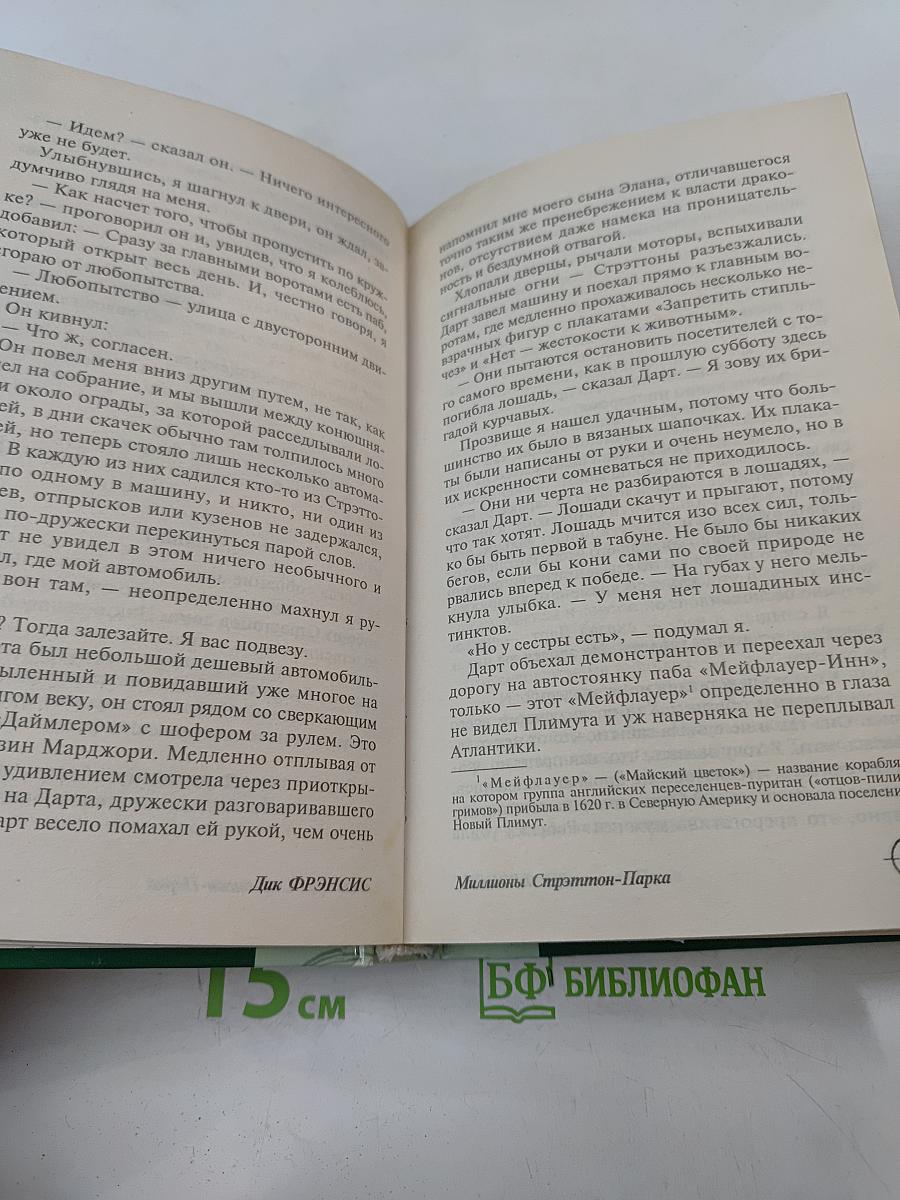 — Идем? — сказал он. — Ничего интересного
уже не будет.
Улыбнувшись, я шагнул к двери, он ждал, за-
думчиво глядя на меня.
— Как насчет того, чтобы пропустить по круж-
ке? — проговорил он и, увидев, что я колеблюсь,
добавил: — Сразу за главными воротами есть паб,
который открыт весь день. И, честно говоря, я
сгораю от любопытства.
— Любопытство — улица с двусторонним дви-
ением.
Он кивнул:
— Что ж, согласен.
Он повел меня вниз другим путем, не так, как
ел на собрание, и мы вышли между конюшня-
и около ограды, за которой расседлывали ло-
ей, в дни скачек обычно там толпилось много
ей, но теперь стояло лишь несколько автома-
В каждую из них садился кто-то из Стрэтто-
по одному в машину, и никто, ни один из
ев, отпрысков или кузенов не задержался,
по-дружески перекинуться парой слов.
т не увидел в этом ничего необычного и
л, где мой автомобиль.
вон там, — неопределенно махнул я ру-
? Тогда залезайте. Я вас подвезу.
та был небольшой дешевый автомобиль-
ыленный и повидавший уже многое на
гом веку, он стоял рядом со сверкающим
«Даймлером» с шофером за рулем. Это
зин Марджори. Медленно отплывая от
удивлением смотрела через приоткры-
на Дарта, дружески разговаривавшего
арт весело помахал ей рукой, чем очень
Дик ФРЭНСИС
напомнил мне моего сына Элана, отличавшегося
точно таким же пренебрежением к власти драко-
нов, отсутствием даже намека на проницатель-
ность и бездумной отвагой.
Хлопали дверцы, рычали моторы, вспыхивали
сигнальные огни — Стрэттоны разъезжались.
Дарт завел машину и поехал прямо к главным во-
ротам, где медленно прохаживалось несколько не-
взрачных фигур с плакатами «Запретить стипль-
чез» и «Нет — жестокости к животным».
— Они пытаются остановить посетителей с то-
го самого времени, как в прошлую субботу здесь
погибла лошадь, — сказал Дарт. — Я зову их бри-
гадой курчавых.
Прозвище я нашел удачным, потому что боль-
шинство их было в вязаных шапочках. Их плака-
ты были написаны от руки и очень неумело, но в
их искренности сомневаться не приходилось.
— Они ни черта не разбираются в лошадях, —
сказал Дарт. — Лошади скачут и прыгают, потому
что так хотят. Лошадь мчится изо всех сил, толь-
ко бы быть первой в табуне. Не было бы никаких
бегов, если бы кони сами по своей природе не
рвались вперед к победе. — На губах у него мель-
кнула улыбка. — У меня нет лошадиных инс-
тинктов.
«Но у сестры есть», — подумал я.
Дарт объехал демонстрантов и переехал через
дорогу на автостоянку паба «Мейфлауер-Инн»,
только — этот «Мейфлауер»¹ определенно в глаза
не видел Плимута и уж наверняка не переплывал
Атлантики.
¹ «Мейфлауер» — («Майский цветок») — название корабля,
на котором группа английских переселенцев-пуритан («отцов-пили-
гримов») прибыла в 1620 г. в Северную Америку и основала поселени
Новый Плимут.
Миллионы Стрэттон-Парка
15 см
БФ БИБЛИОФАН